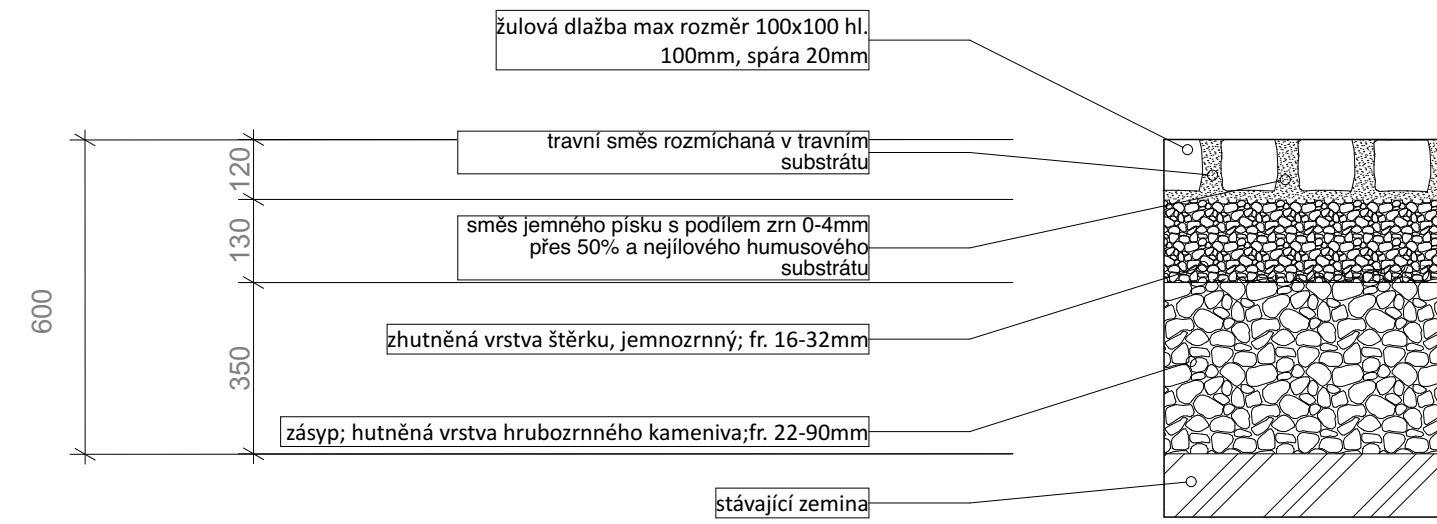 žulová dlažba max rozměr 100x100 hl.
100mm, spára 20mm
travní směs rozmíchaná v travním
substrátu
120
směs jemného písku s podílem zrn 0-4mm
přes 50% a nejílového humusového
substrátu
130
600
zhutněná vrstva štěrku, jemnozrnný; fr. 16-32mm
350
zásyp; hutněná vrstva hrubozrnného kameniva;fr. 22-90mm
stávající zemina